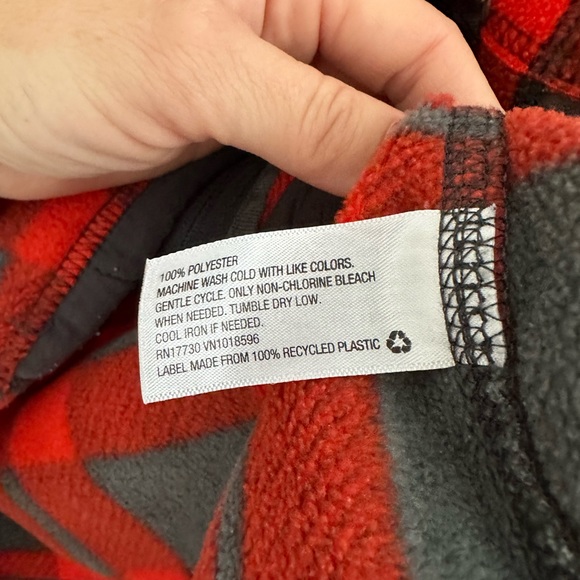 100% POLYESTER
MACHINE WASH COLD WITH LIKE COLORS.
GENTLE CYCLE. ONLY NON-CHLORINE BLEACH
WHEN NEEDED. TUMBLE DRY LOW.
COOL IRON IF NEEDED.
RN17730 VN1018596
LABEL MADE FROM 100% RECYCLED PLASTIC